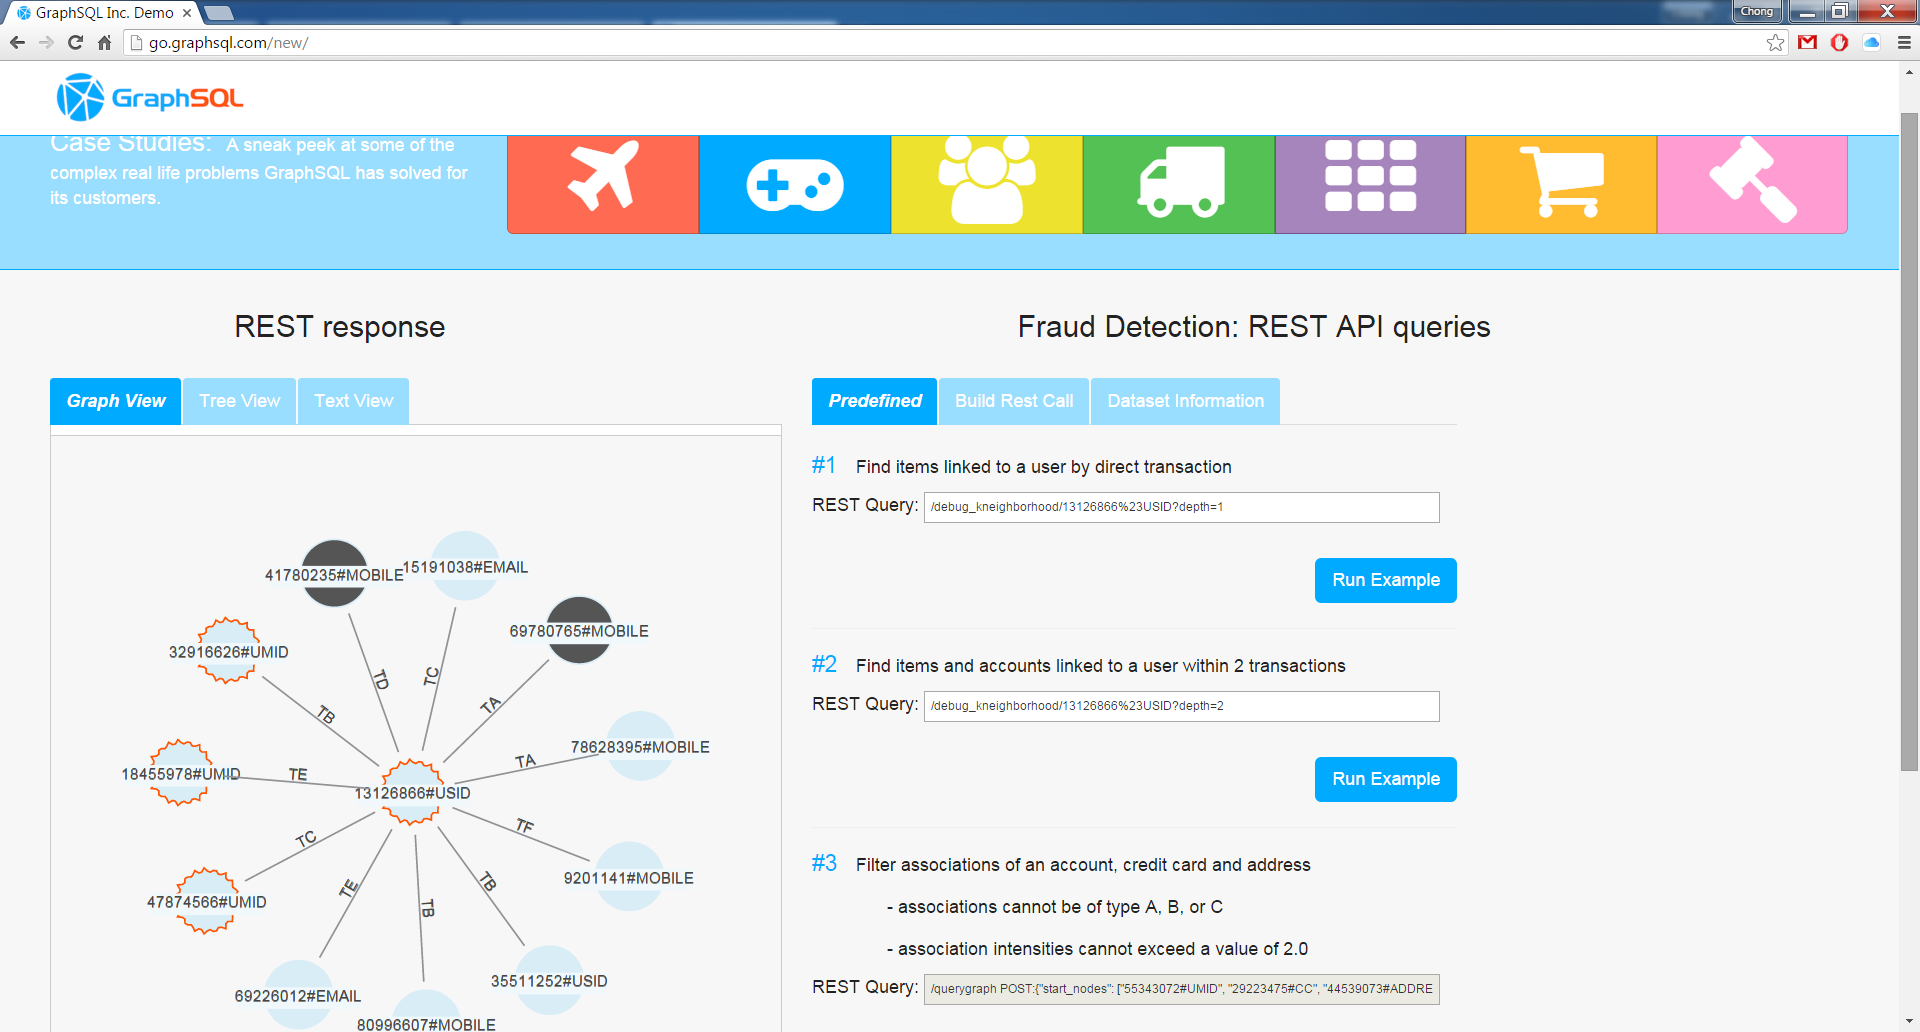 GraphSQL Inc. Demo
Chong
go.graphsql.com/new/
GraphSQL
Case Studies: A sneak peek at some of the
complex real life problems GraphSQL has solved for
its customers.
REST response
Fraud Detection: REST API queries
Graph View Tree View Text View
Predefined Build Rest Call Dataset Information
41780235#MOBILE
15191038#EMAIL
69780765#MOBILE
32916626#UMID
TD
TC
TA
TB
78628395#MOBILE
TA
18455978#UMID
TE
13126866#USID
TF
TC
9201141#MOBILE
TE
TB
TB
47874566#UMID
35511252#USID
69226012#EMAIL
80996607#MOBILE
#1 Find items linked to a user by direct transaction
REST Query: /debug_kneighborhood/13126866%23USID?depth=1
Run Example
#2 Find items and accounts linked to a user within 2 transactions
REST Query: /debug_kneighborhood/13126866%23USID?depth=2
Run Example
#3 Filter associations of an account, credit card and address
- associations cannot be of type A, B, or C
- association intensities cannot exceed a value of 2.0
REST Query: /querygraph POST:{"start_nodes": ["55343072#UMID", "29223475#CC", "44539073#ADDRE